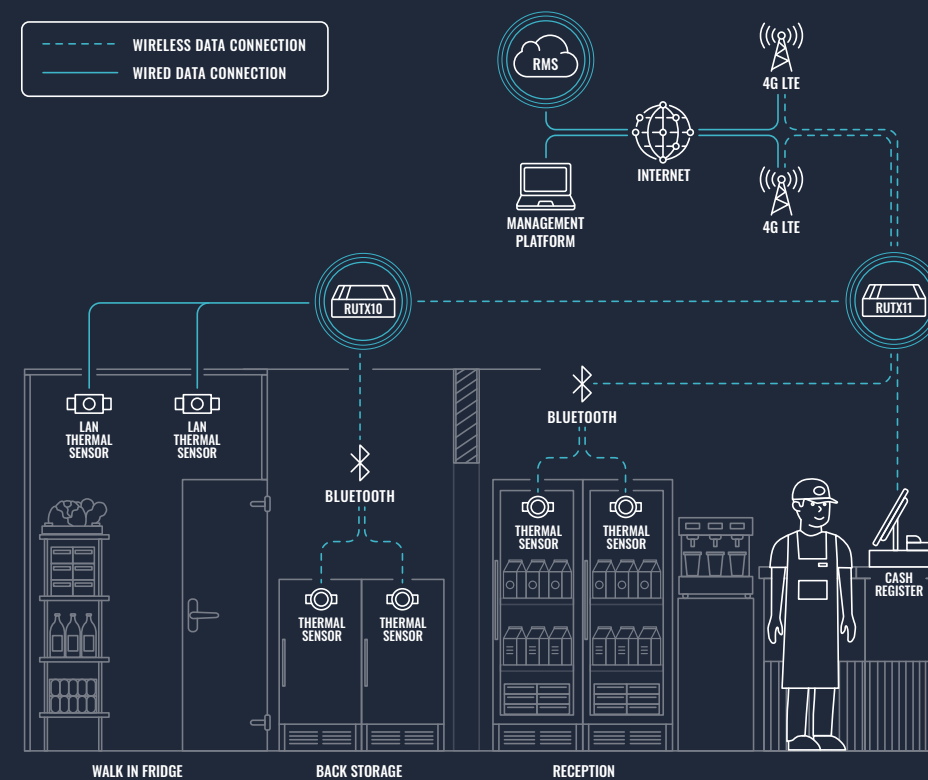 WIRELESS DATA CONNECTION
WIRED DATA CONNECTION
RMS
4G LTE
INTERNET
MANAGEMENT
PLATFORM
4G LTE
RUTX10
RUTX11
LAN
THERMAL
SENSOR
LAN
THERMAL
SENSOR
BLUETOOTH
BLUETOOTH
THERMAL
SENSOR
THERMAL
SENSOR
THERMAL
SENSOR
THERMAL
SENSOR
CASH
REGISTER
WALK IN FRIDGE
BACK STORAGE
RECEPTION